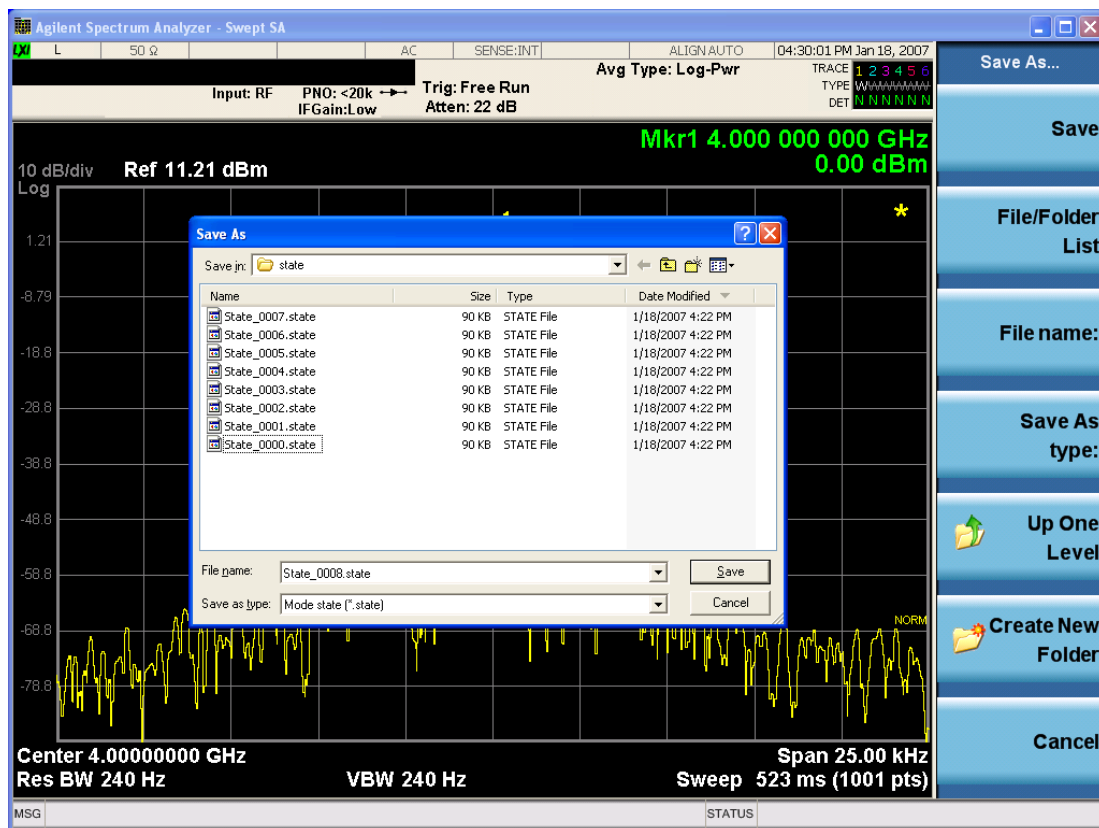 Agilent Spectrum Analyzer - Swept SA
LXI L 50 Ω AC SENSE:INT ALIGNAUTO 04:30:01 PM Jan 18, 2007
Input: RF PNO: <20k Trig: Free Run Avg Type: Log-Pwr TRACE 1 2 3 4 5 6
IFGain:Low Atten: 22 dB TYPE WWWWWW
DET N N N N N N
Mkr1 4.000 000 000 GHz
0.00 dBm
10 dB/div Ref 11.21 dBm
Log
1
*
1.21
-8.79
-18.8
-28.8
-38.8
-48.8
-58.8
-68.8
-78.8
NORM
Save As
? X
Save in: state
Name Size Type Date Modified
State_0007.state 90 KB STATE File 1/18/2007 4:22 PM
State_0006.state 90 KB STATE File 1/18/2007 4:22 PM
State_0005.state 90 KB STATE File 1/18/2007 4:22 PM
State_0004.state 90 KB STATE File 1/18/2007 4:22 PM
State_0003.state 90 KB STATE File 1/18/2007 4:22 PM
State_0002.state 90 KB STATE File 1/18/2007 4:22 PM
State_0001.state 90 KB STATE File 1/18/2007 4:22 PM
State_0000.state 90 KB STATE File 1/18/2007 4:22 PM
File name: State_0008.state Save
Save as type: Mode state (*.state) Cancel
Center 4.00000000 GHz Span 25.00 kHz
Res BW 240 Hz VBW 240 Hz Sweep 523 ms (1001 pts)
MSG STATUS
Save As...
Save
File/Folder
List
File name:
Save As
type:
Up One
Level
Create New
Folder
Cancel